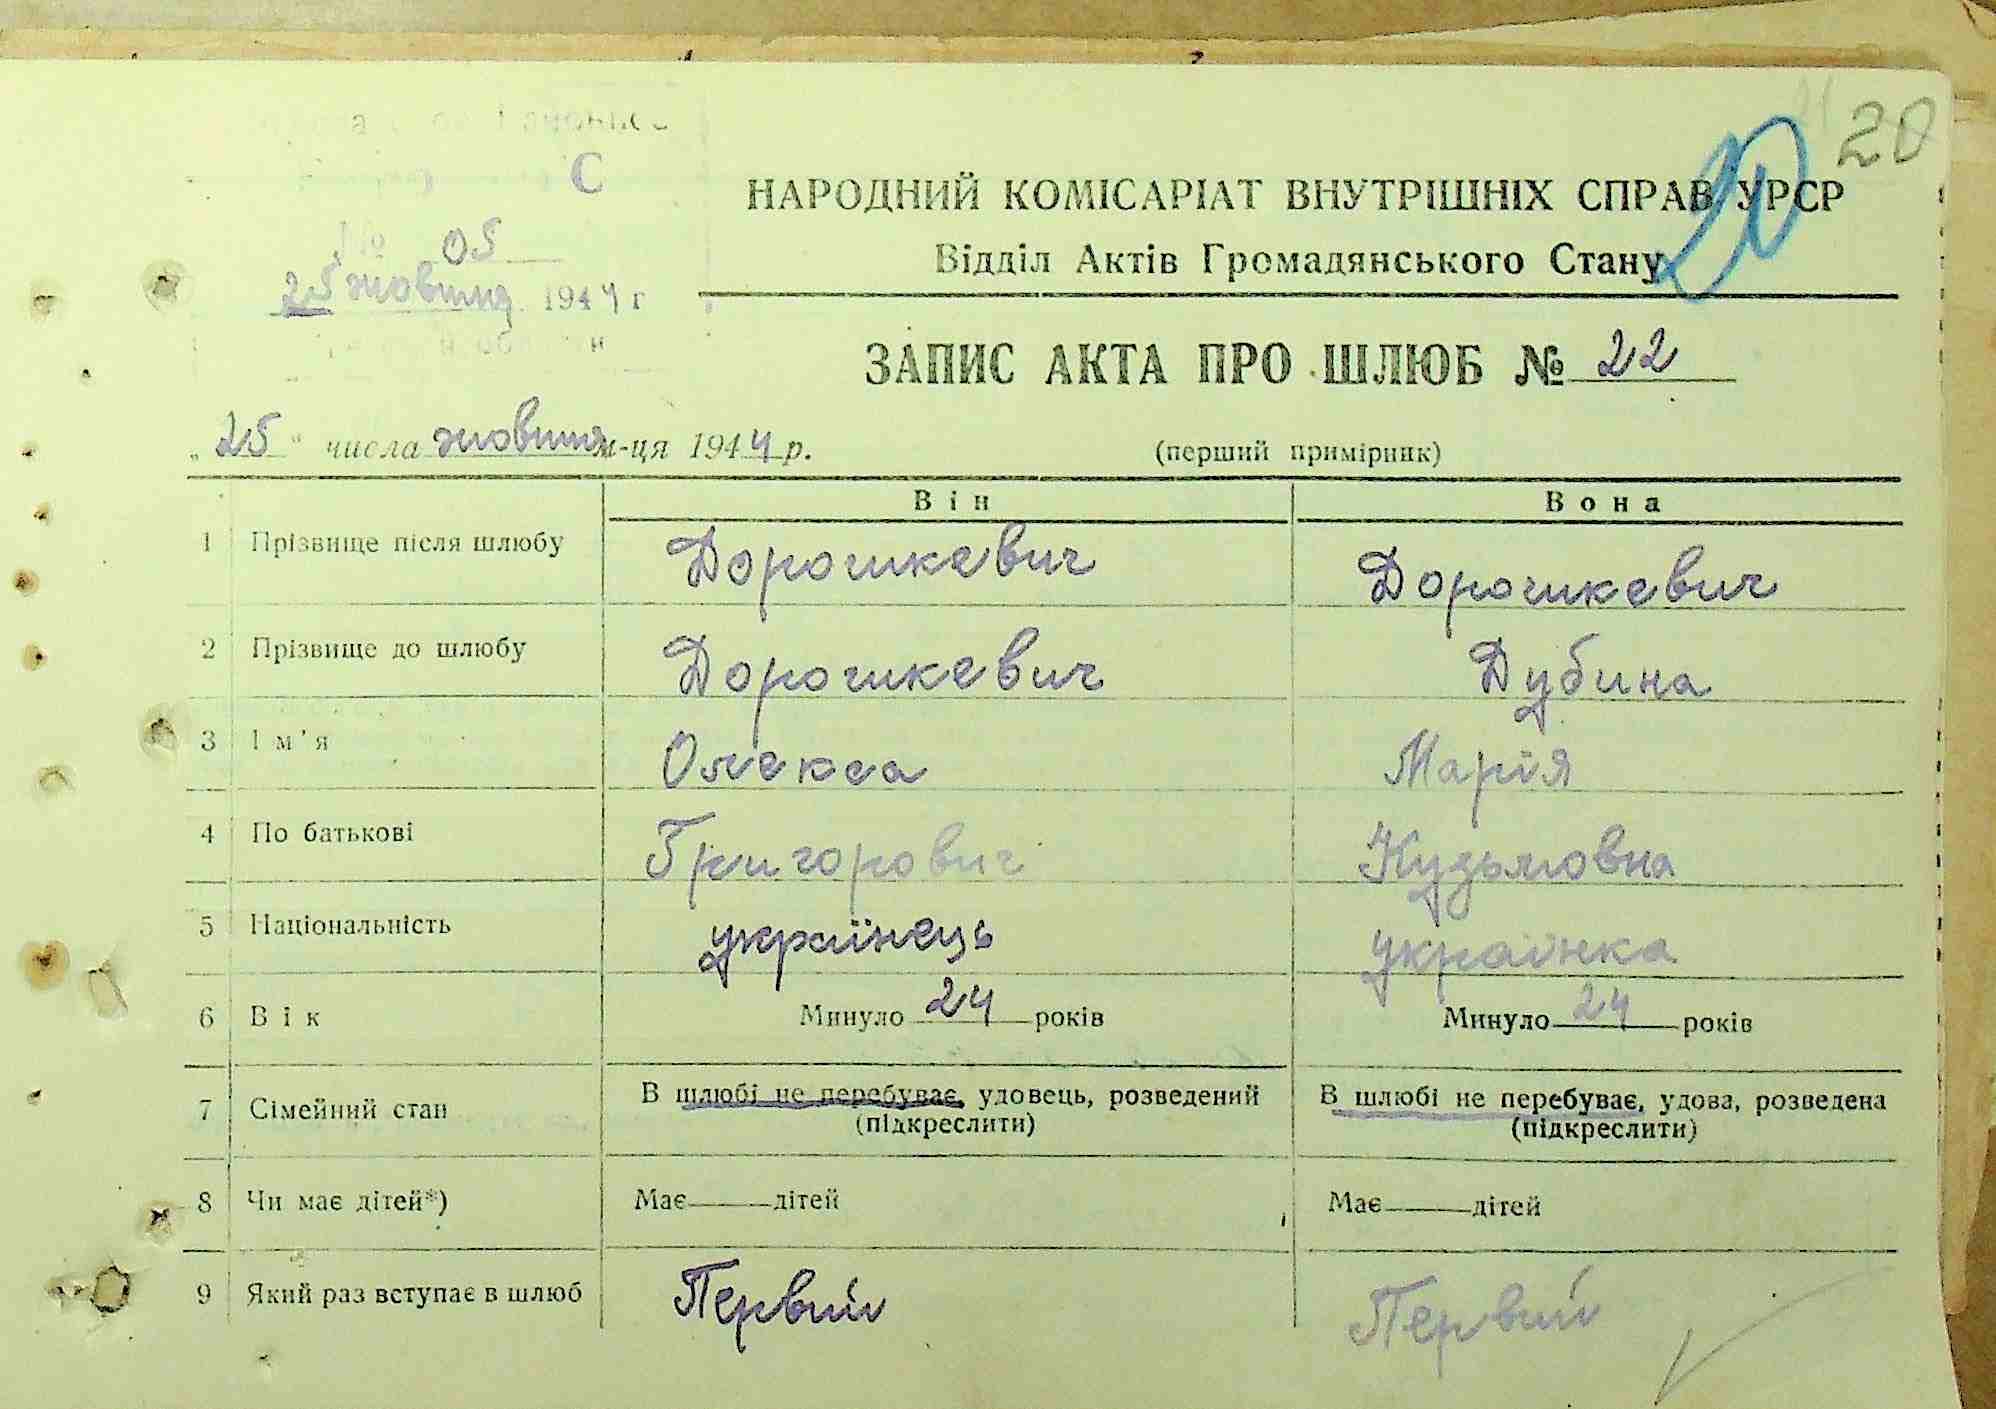 20
20
НАРОДНИЙ КОМІСАРІАТ ВНУТРІШНІХ СПРАВ УРСР
Відділ Актів Громадянського Стану
С
№ 05
25 жовтня 1944 г
ЗАПИС АКТА ПРО ШЛЮБ № 22
„25" числа жовтня м-ця 1944 р.
(перший примірник)
Він Вона
1 Прізвище після шлюбу Дорошкевич Дорошкевич
2 Прізвище до шлюбу Дорошкевич Дубина
3 Ім'я Олекса Марія
4 По батькові Григорович Кузьмовна
5 Національність українець українка
6 Вік Минуло 24 років Минуло 24 років
7 Сімейний стан В шлюбі не перебуває, удовець, розведений В шлюбі не перебуває, удова, розведена
(підкреслити) (підкреслити)
8 Чи має дітей*) Має дітей Має дітей
9 Який раз вступає в шлюб Первий Первий